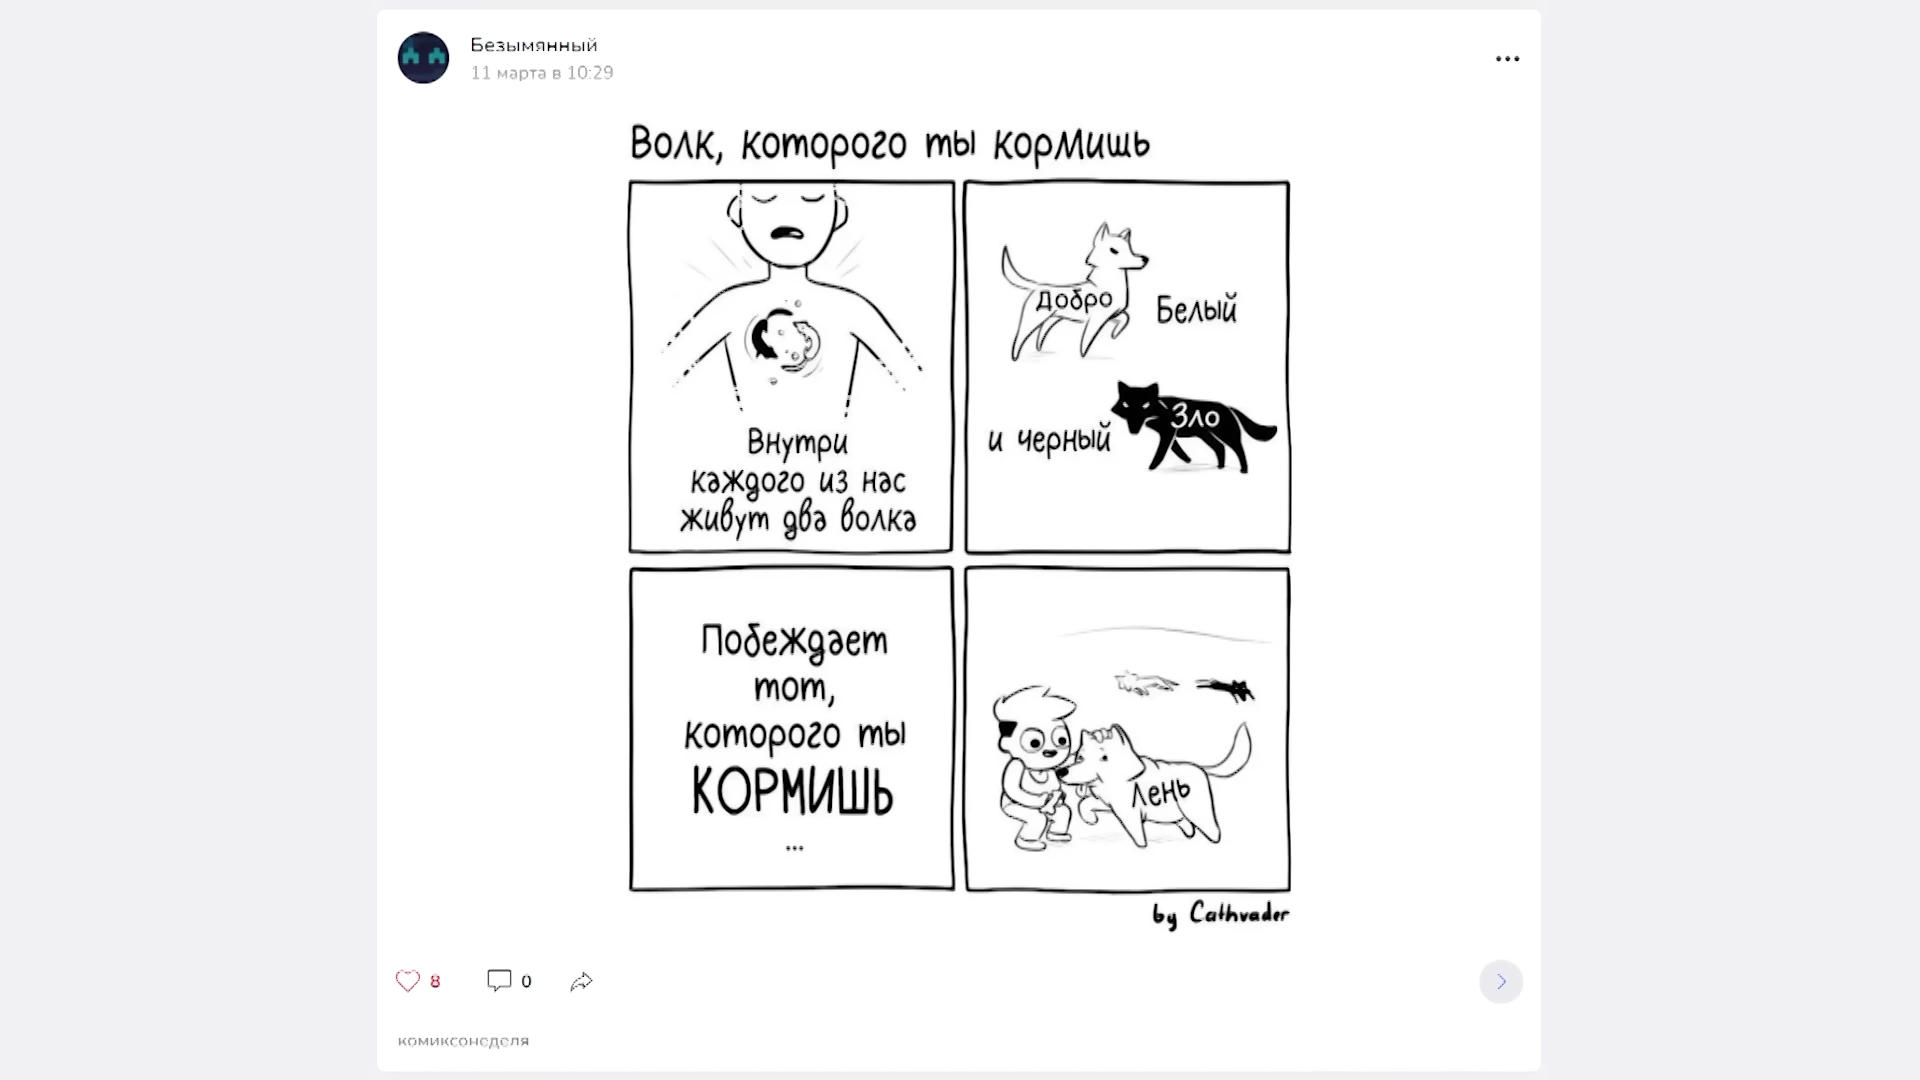 Безымянный
11 марта в 10:29
Волк, которого ты кормишь
Внутри
каждого из нас
живут два волка
Добро
Белый
и черный
Зло
Побеждает
тот,
которого ты
КОРМИШЬ
...
Лень
by Cathvader
8
0
комиксонеделя